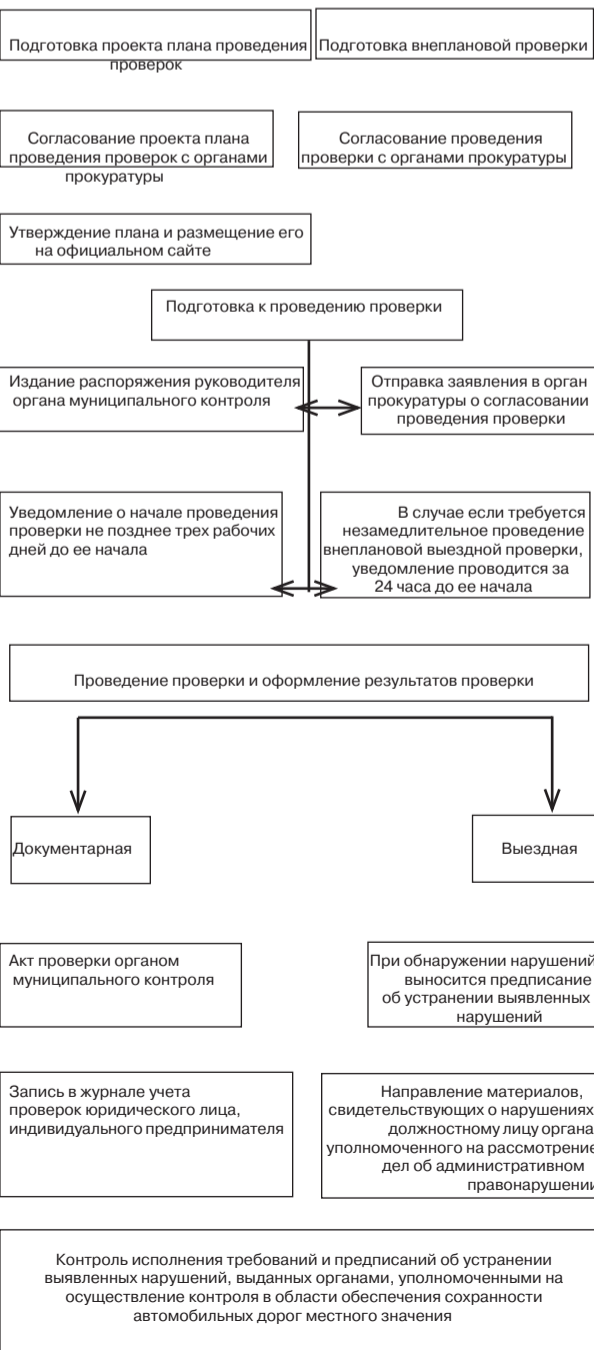 Подготовка проекта плана проведения
проверок
Подготовка внеплановой проверки
Согласование проекта плана
проведения проверок с органами
прокуратуры
Согласование проведения
проверки с органами прокуратуры
Утверждение плана и размещение его
на официальном сайте
Подготовка к проведению проверки
Издание распоряжения руководителя
органа муниципального контроля
Отправка заявления в орган
прокуратуры о согласовании
проведения проверки
Уведомление о начале проведения
проверки не позднее трех рабочих
дней до ее начала
В случае если требуется
незамедлительное проведение
внеплановой выездной проверки,
уведомление проводится за
24 часа до ее начала
Проведение проверки и оформление результатов проверки
Документарная
Выездная
Акт проверки органом
муниципального контроля
При обнаружении нарушений
выносится предписание
об устранении выявленных
нарушений
Запись в журнале учета
проверок юридического лица,
индивидуального предпринимателя
Направление материалов,
свидетельствующих о нарушениях
должностному лицу органа
уполномоченного на рассмотрение
дел об административном
правонарушении
Контроль исполнения требований и предписаний об устранении
выявленных нарушений, выданных органами, уполномоченными на
осуществление контроля в области обеспечения сохранности
автомобильных дорог местного значения